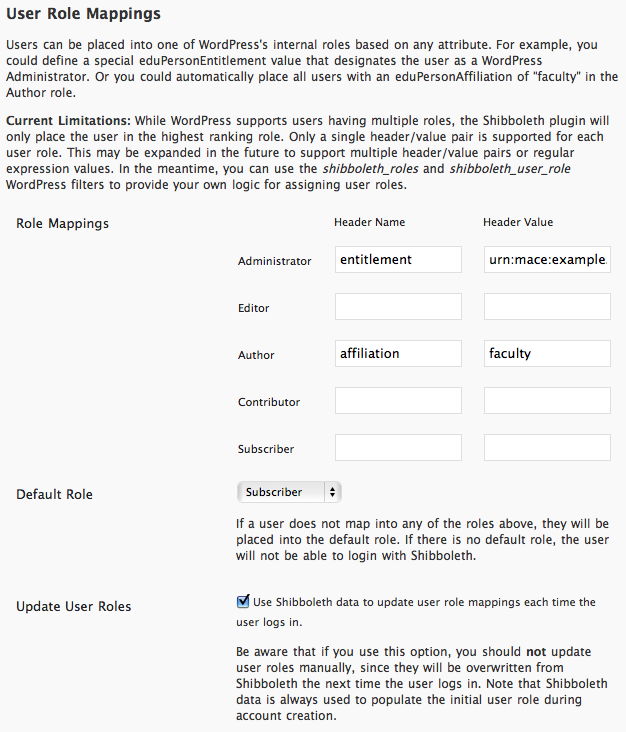 User Role Mappings
Users can be placed into one of WordPress's internal roles based on any attribute. For example, you
could define a special eduPersonEntitlement value that designates the user as a WordPress
Administrator. Or you could automatically place all users with an eduPersonAffiliation of "faculty" in the
Author role.
Current Limitations: While WordPress supports users having multiple roles, the Shibboleth plugin will
only place the user in the highest ranking role. Only a single header/value pair is supported for each
user role. This may be expanded in the future to support multiple header/value pairs or regular
expression values. In the meantime, you can use the shibboleth_roles and shibboleth_user_role
WordPress filters to provide your own logic for assigning user roles.
Role Mappings Header Name Header Value
Administrator entitlement urn:mace:example.
Editor
Author affiliation faculty
Contributor
Subscriber
Default Role Subscriber
If a user does not map into any of the roles above, they will be
placed into the default role. If there is no default role, the user
will not be able to login with Shibboleth.
Update User Roles Use Shibboleth data to update user role mappings each time the
user logs in.
Be aware that if you use this option, you should not update
user roles manually, since they will be overwritten from
Shibboleth the next time the user logs in. Note that Shibboleth
data is always used to populate the initial user role during
account creation.